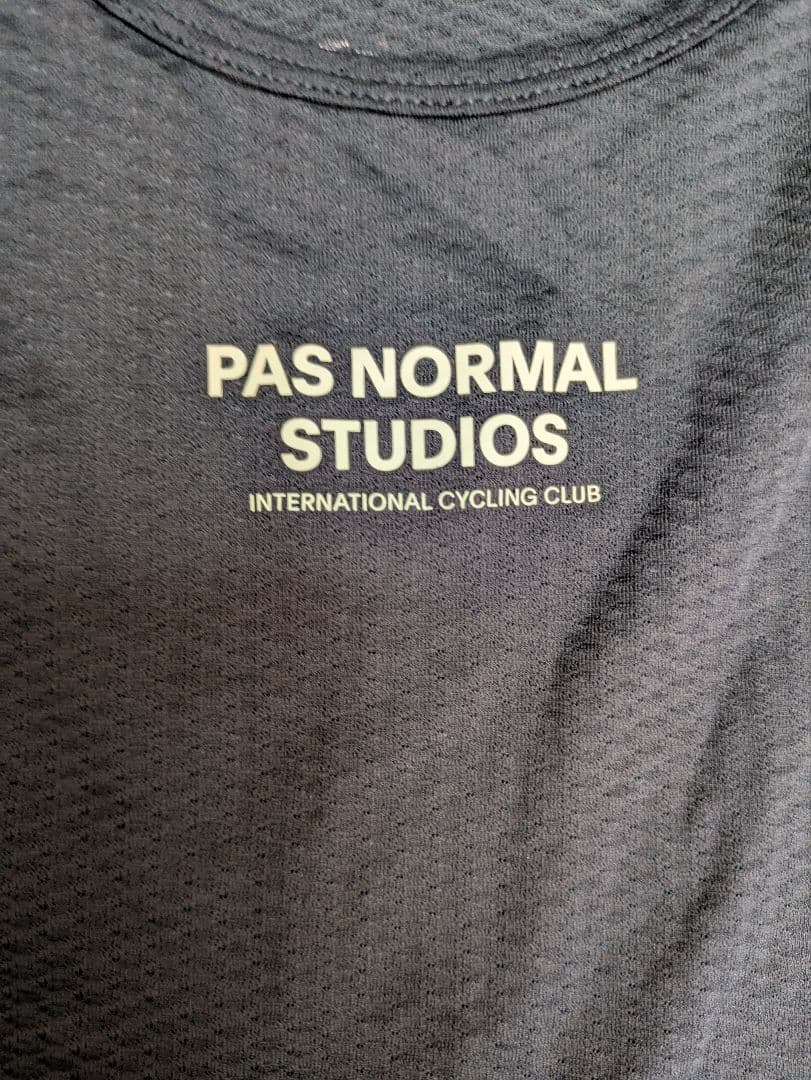 PAS NORMAL
STUDIOS
INTERNATIONAL CYCLING CLUB